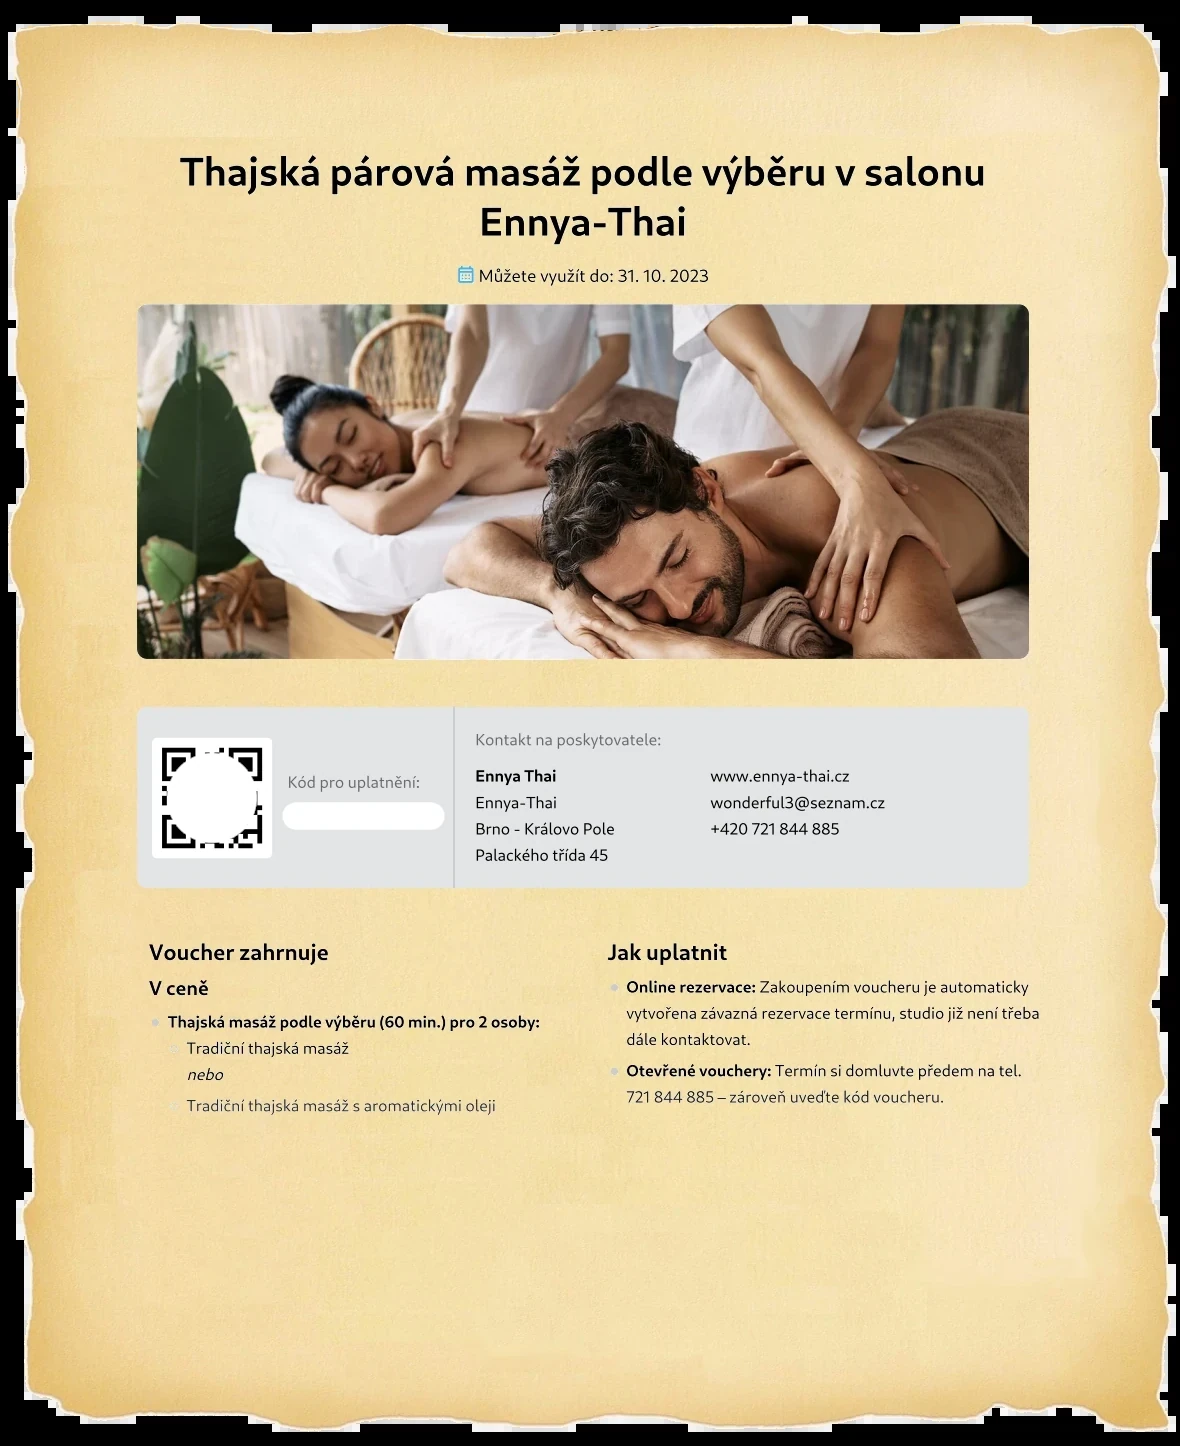 Thajská párová masáž podle výběru v salonu
Ennya-Thai
Můžete využít do: 31. 10. 2023
Kód pro uplatnění:
Kontakt na poskytovatele:
Ennya Thai
Ennya-Thai
Brno - Královo Pole
Palackého třída 45
www.ennya-thai.cz
wonderful3@seznam.cz
+420 721 844 885
Voucher zahrnuje
V ceně
Thajská masáž podle výběru (60 min.) pro 2 osoby:
Tradiční thajská masáž
nebo
Tradiční thajská masáž s aromatickými oleji
Jak uplatnit
Online rezervace: Zakoupením voucheru je automaticky
vytvořena závazná rezervace termínu, studio již není třeba
dále kontaktovat.
Otevřené vouchery: Termín si domluvte předem na tel.
721 844 885 – zároveň uveďte kód voucheru.